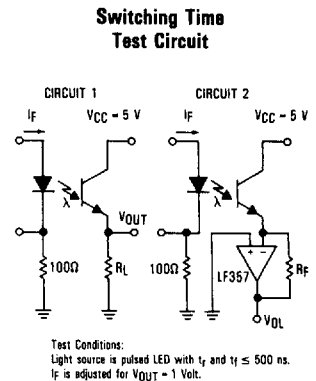 Switching Time
Test Circuit
CIRCUIT 1
CIRCUIT 2
IF
VCC = 5 V
IF
VCC = 5 V
λ
λ
VOUT
100Ω
RL
100Ω
+ −
LF357
RF
VOL
Test Conditions:
Light source is pulsed LED with tr and tf ≤ 500 ns.
IF is adjusted for VOUT = 1 Volt.